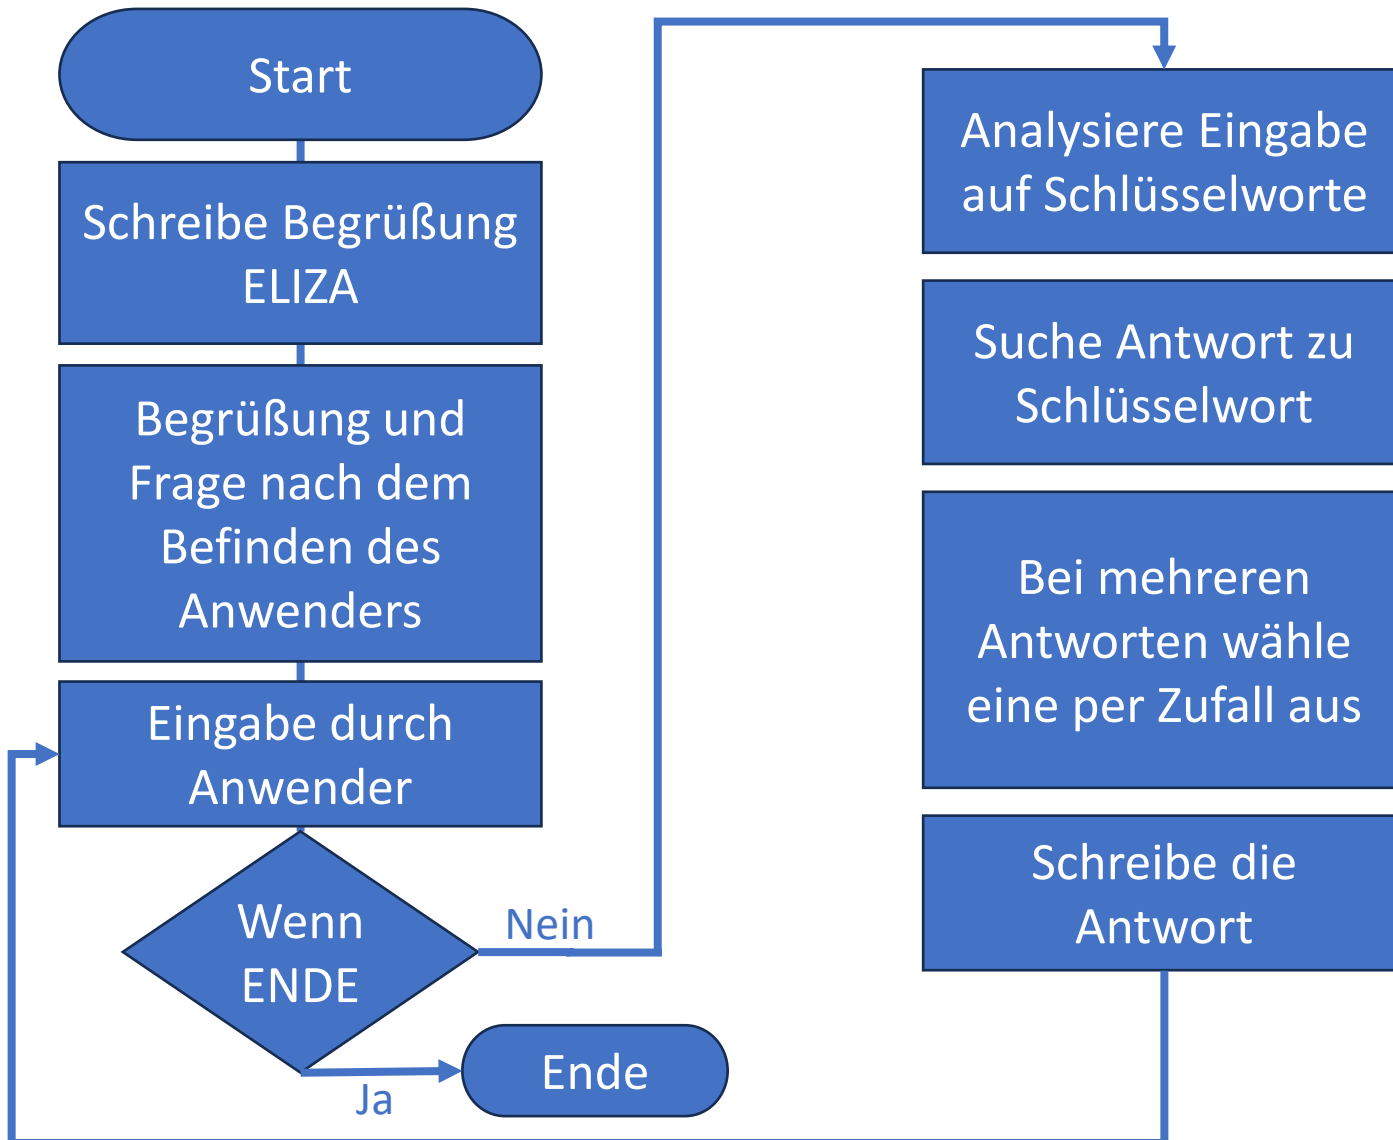 Start
Schreibe Begrüßung
ELIZA
Begrüßung und
Frage nach dem
Befinden des
Anwenders
Eingabe durch
Anwender
Wenn
ENDE
Nein
Ja
Ende
Analysiere Eingabe
auf Schlüsselworte
Suche Antwort zu
Schlüsselwort
Bei mehreren
Antworten wähle
eine per Zufall aus
Schreibe die
Antwort